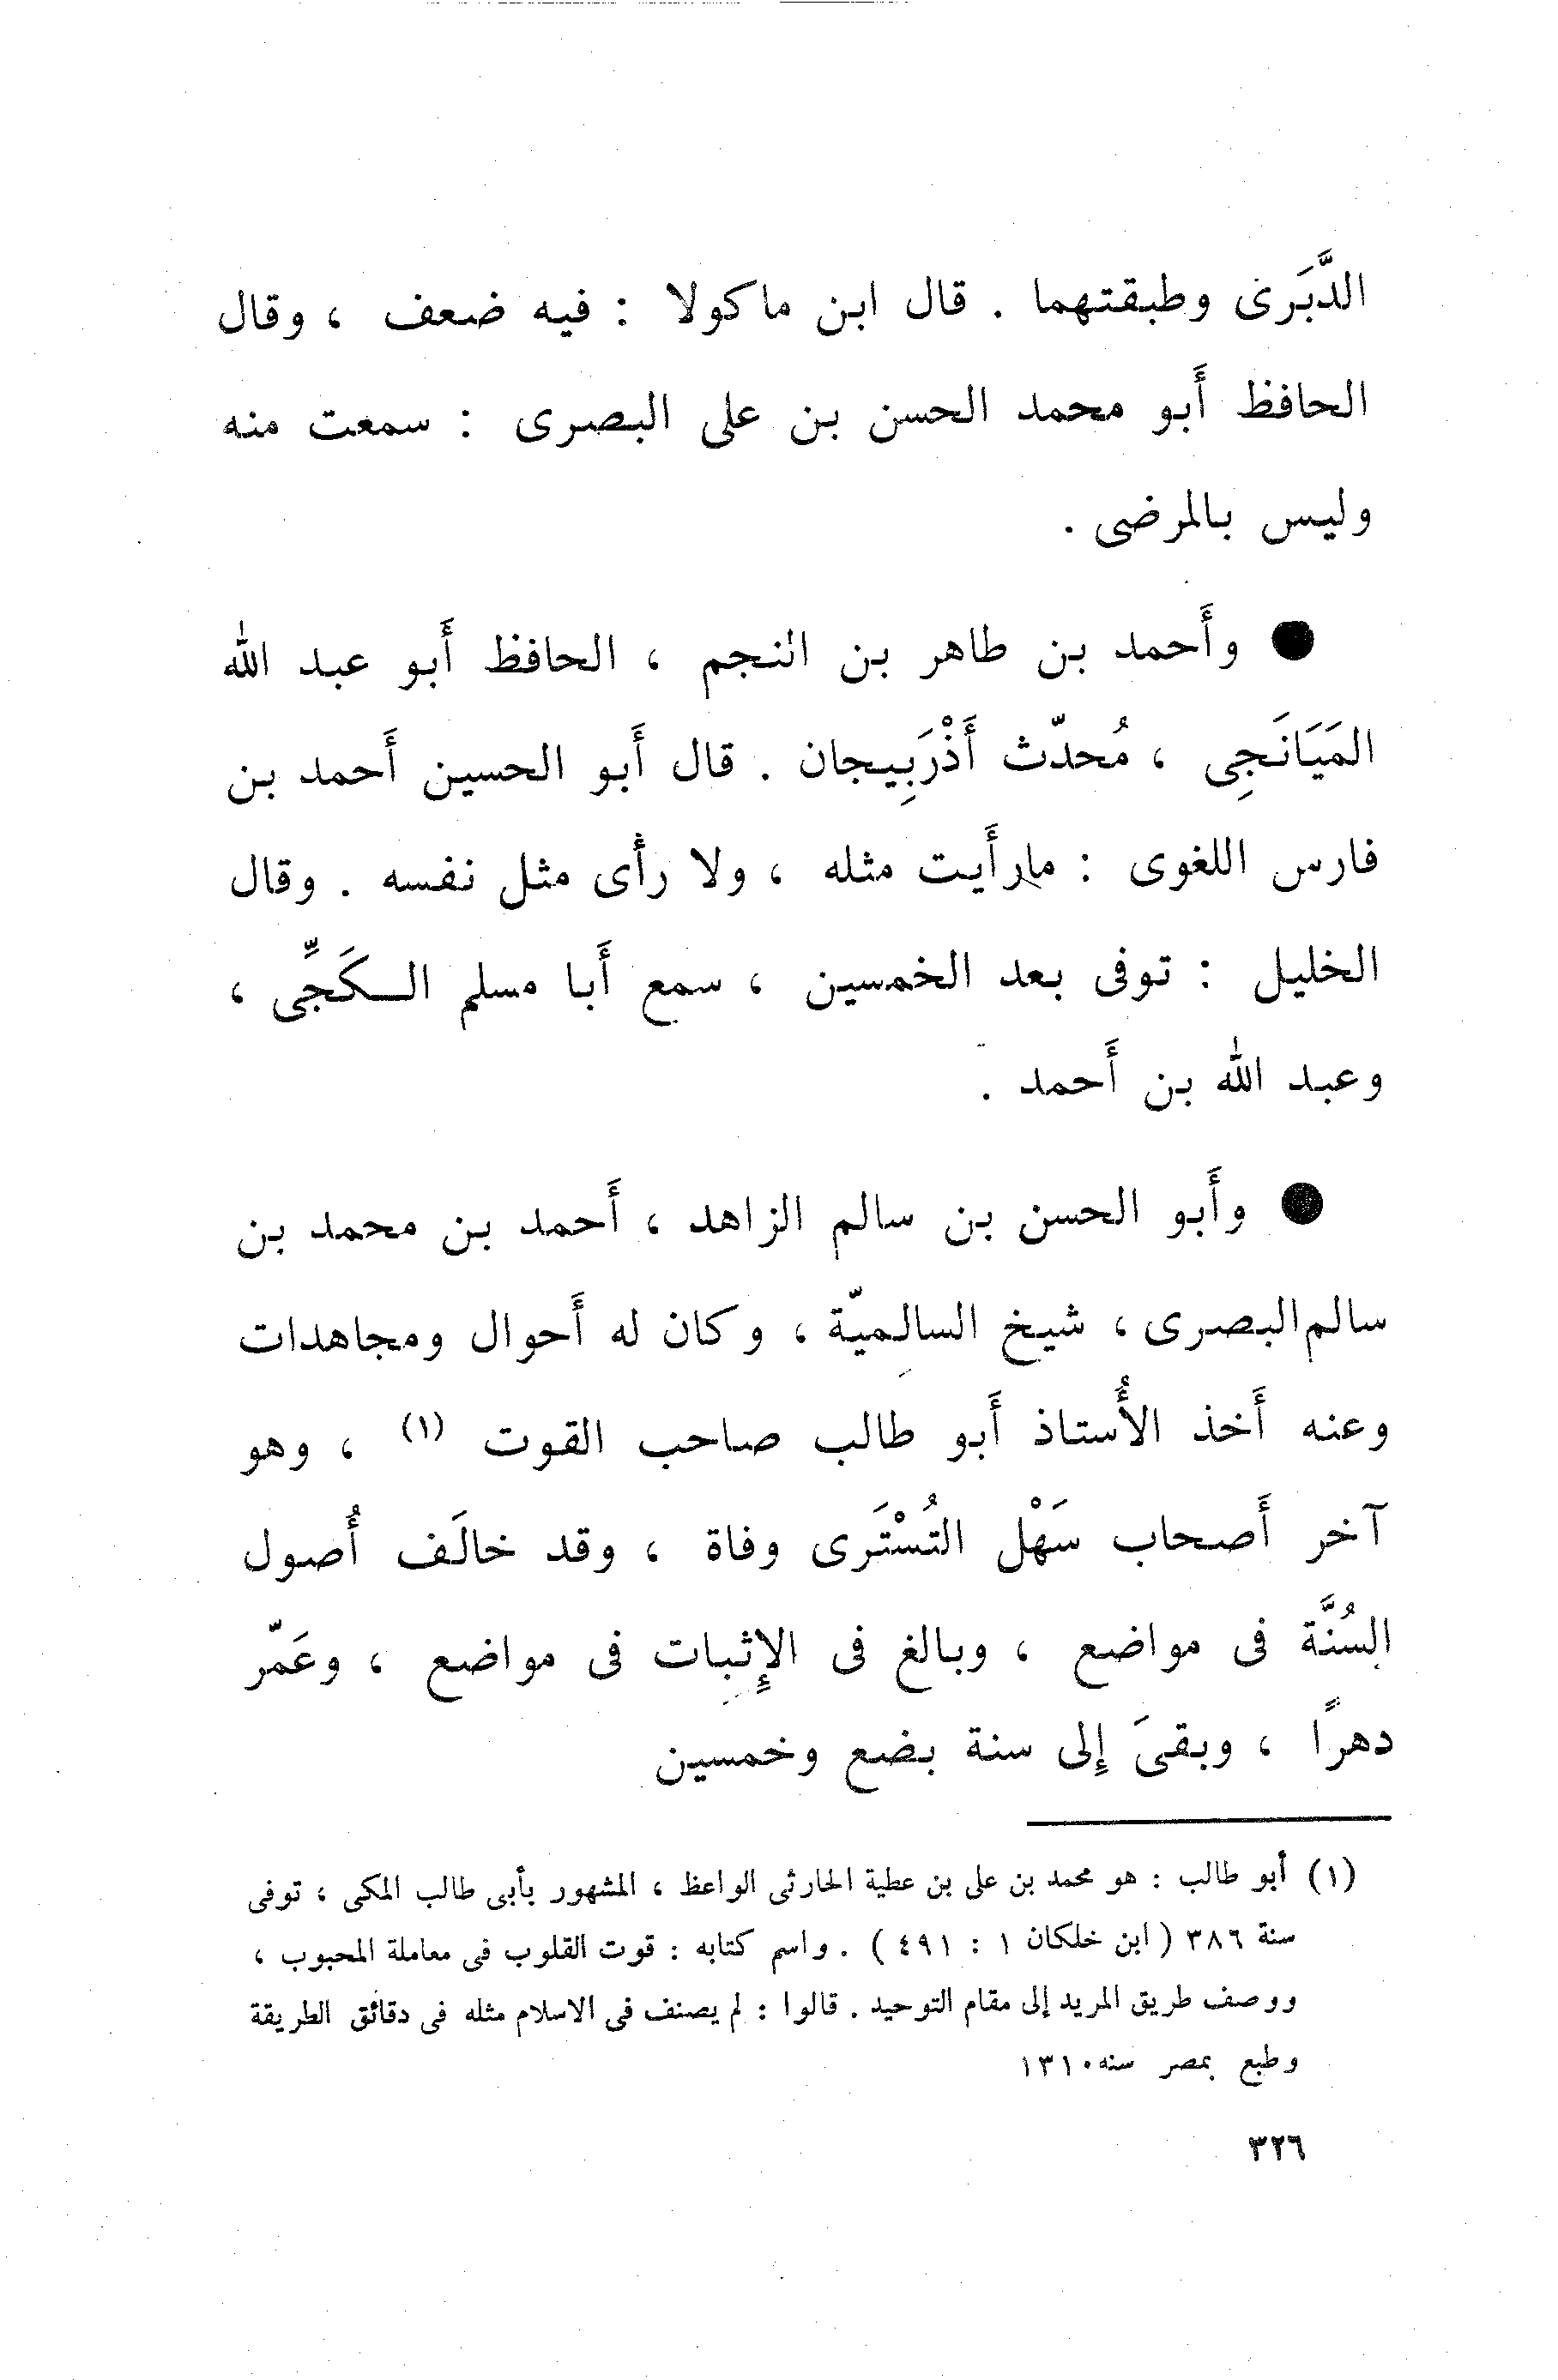 الدَّبَرى وطبقتهما . قال ابن ماكولا : فيه ضعف ، وقال
الحافظ أَبو محمد الحسن بن على البصرى : سمعت منه
وليس بالمرضى .
● وأَحمد بن طاهر بن النجم ، الحافظ أَبو عبد الله
المَيَانَجِى ، مُحدّث أَذْرَبِيجان . قال أَبو الحسين أَحمد بن
فارس اللغوى : مارأَيت مثله ، ولا رأَى مثل نفسه . وقال
الخليل : توفى بعد الخمسين ، سمع أَبا مسلم الـكَجِّى ،
وعبد الله بن أَحمد .
● وأَبو الحسن بن سالم الزاهد ، أَحمد بن محمد بن
سالم البصرى ، شيخ السالِميّة ، وكان له أَحوال ومجاهدات
وعنه أَخذ الأُستاذ أَبو طالب صاحب القوت (١) ، وهو
آخر أَصحاب سَهْل التُسْتَرى وفاة ، وقد خالَف أُصول
السُنَّة فى مواضع ، وبالغ فى الإِثبات فى مواضع ، وعَمّر
دهرًا ، وبقىَ إِلى سنة بضع وخمسين
(١) أبو طالب : هو محمد بن على بن عطية الحارثى الواعظ ، المشهور بأبى طالب المكى ، توفى
سنة ٣٨٦ ( ابن خلكان ١ : ٤٩١ ) . واسم كتابه : قوت القلوب فى معاملة المحبوب ،
ووصف طريق المريد إلى مقام التوحيد . قالوا : لم يصنف فى الاسلام مثله فى دقائق الطريقة
وطبع بمصر سنه ١٣١٠
٣٢٦